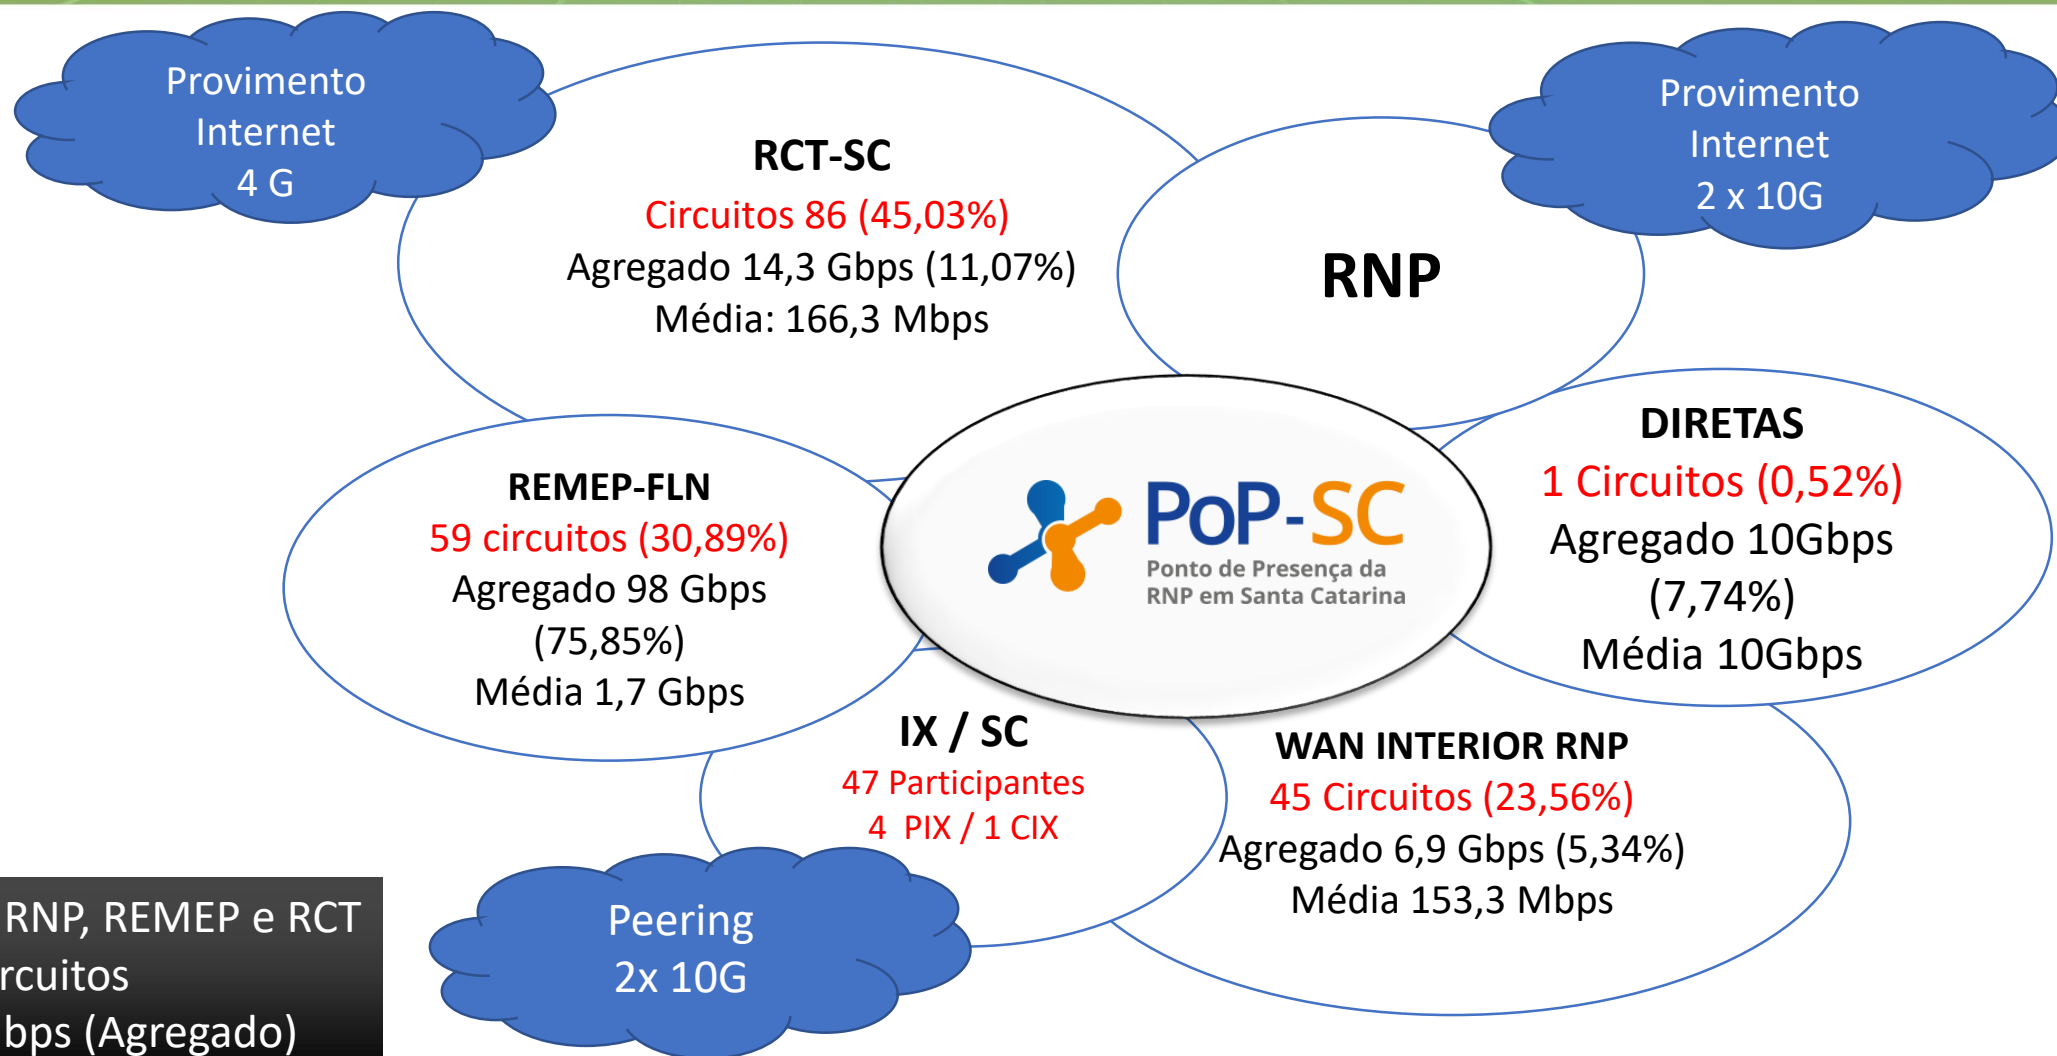 Provimento
Internet
4 G
Provimento
Internet
2 x 10G
RCT-SC
Circuitos 86 (45,03%)
Agregado 14,3 Gbps (11,07%)
Média: 166,3 Mbps
RNP
DIRETAS
1 Circuitos (0,52%)
Agregado 10Gbps
(7,74%)
Média 10Gbps
REMEP-FLN
59 circuitos (30,89%)
Agregado 98 Gbps
(75,85%)
Média 1,7 Gbps
PoP-SC
Ponto de Presença da
RNP em Santa Catarina
IX / SC
47 Participantes
4 PIX / 1 CIX
WAN INTERIOR RNP
45 Circuitos (23,56%)
Agregado 6,9 Gbps (5,34%)
Média 153,3 Mbps
Peering
2x 10G
RNP, REMEP e RCT
rcuitos
bps (Agregado)